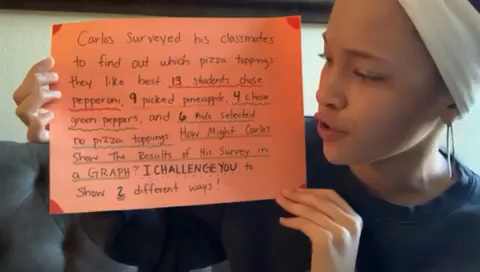 Carlos Surveyed his classmates
to find out which pizza toppings
they like best. 13 students chose
pepperoni, 9 picked pineapple, 4 chose
green peppers, and 6 kids selected
no pizza toppings. How Might Carlos
Show The Results of His Survey in
a GRAPH? I CHALLENGE YOU to
Show 2 different ways!